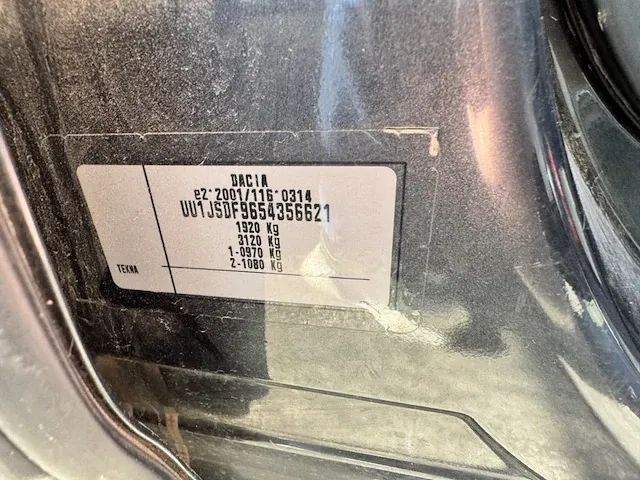 DACIA
e2*2001/116*0314
UU1JSDF9654356621
1920 Kg
3120 Kg
1-0970 Kg
2-1080 Kg
TEKNA